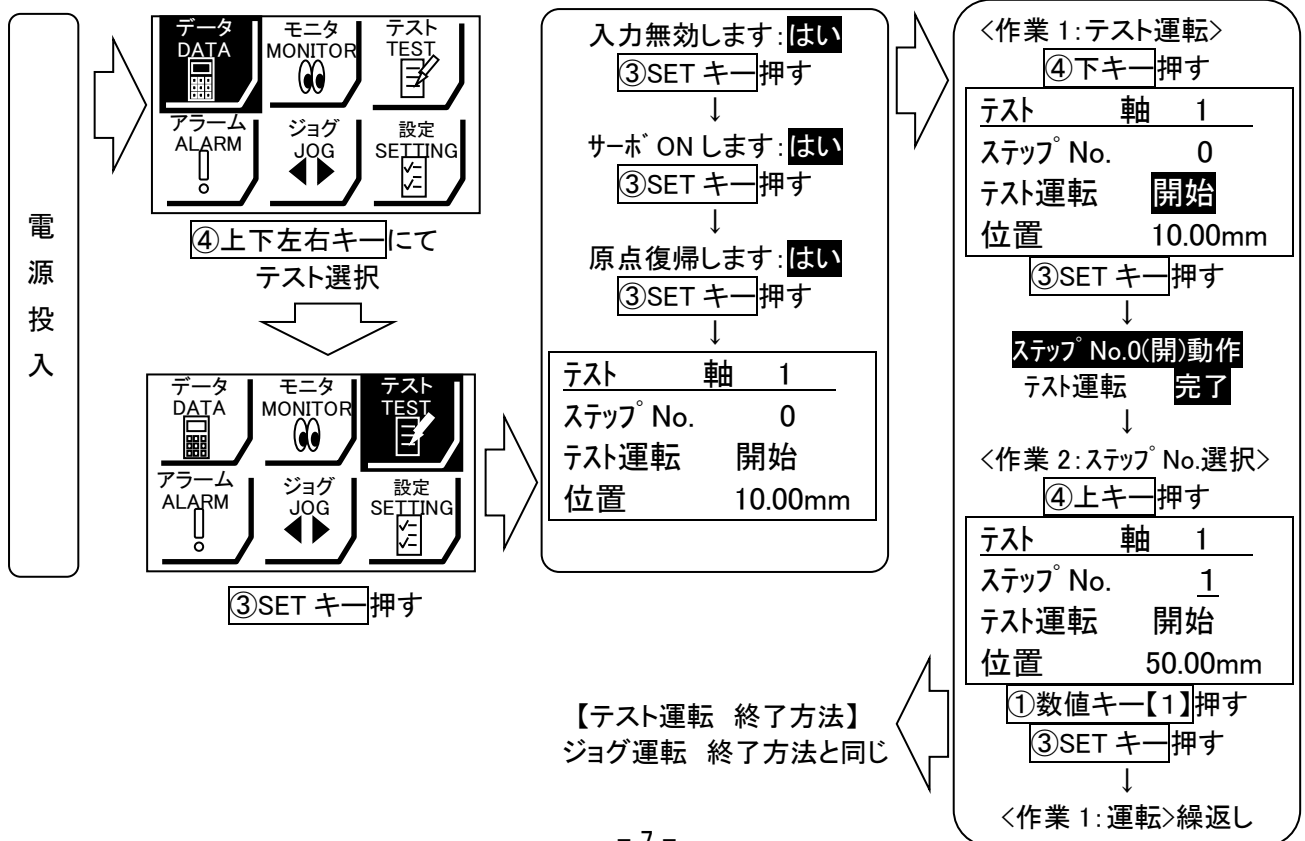 電源投入
データ
DATA
モニタ
MONITOR
テスト
TEST
アラーム
ALARM
ジョグ
JOG
設定
SETTING
④上下左右キーにて
テスト選択
データ
DATA
モニタ
MONITOR
テスト
TEST
アラーム
ALARM
ジョグ
JOG
設定
SETTING
③SET キー押す
入力無効します:はい
③SET キー押す
↓
サーボ ON します:はい
③SET キー押す
↓
原点復帰します:はい
③SET キー押す
↓
テスト 軸 1
ステップ No. 0
テスト運転 開始
位置 10.00mm
<作業 1:テスト運転>
④下キー押す
テスト 軸 1
ステップ No. 0
テスト運転 開始
位置 10.00mm
③SET キー押す
↓
ステップ No.0(開)動作
テスト運転 完了
↓
<作業 2:ステップ No.選択>
④上キー押す
テスト 軸 1
ステップ No. 1
テスト運転 開始
位置 50.00mm
①数値キー【1】押す
③SET キー押す
↓
<作業 1:運転>繰返し
【テスト運転 終了方法】
ジョグ運転 終了方法と同じ
- 7 -